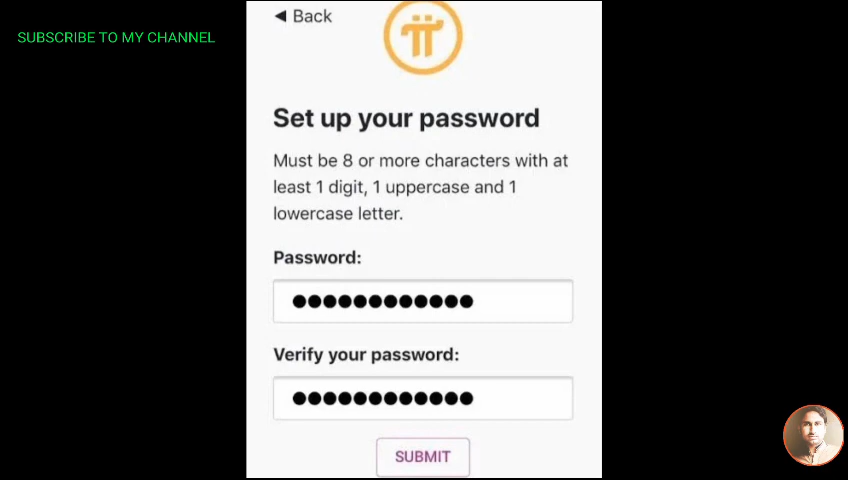 SUBSCRIBE TO MY CHANNEL
◄ Back
Set up your password
Must be 8 or more characters with at
least 1 digit, 1 uppercase and 1
lowercase letter.
Password:
●●●●●●●●●●●●
Verify your password:
●●●●●●●●●●●●
SUBMIT